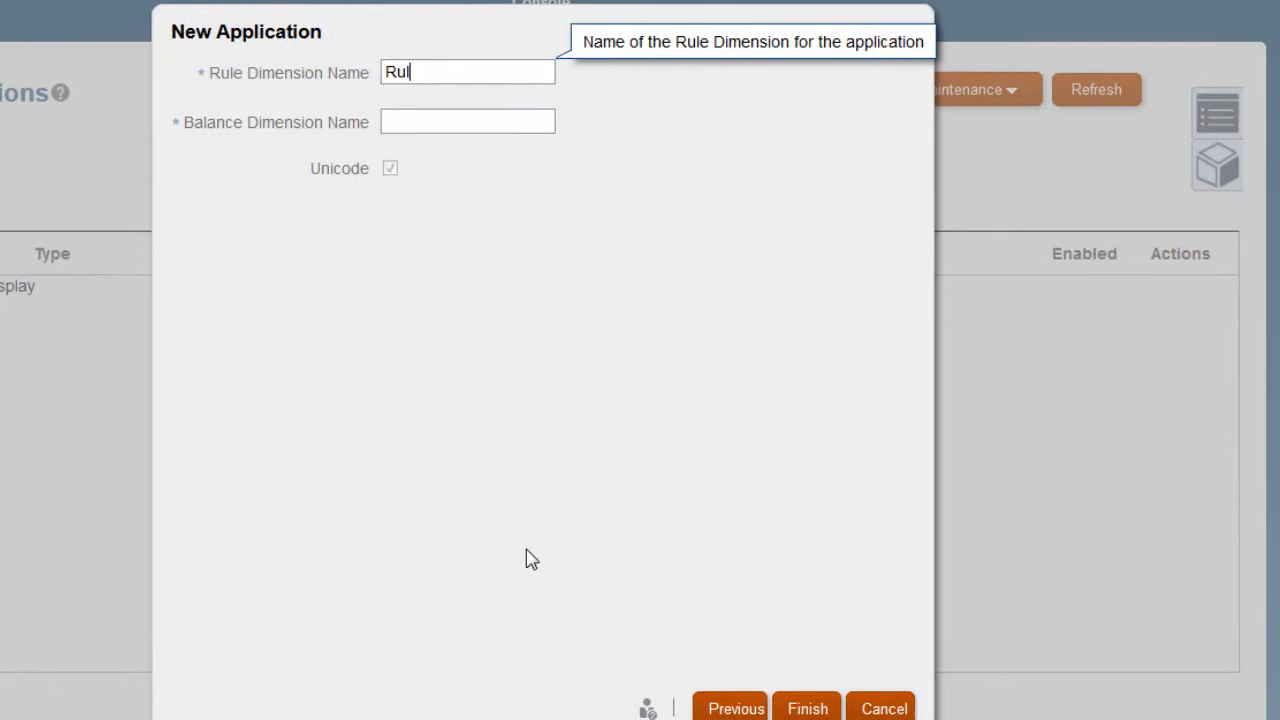 New Application
Name of the Rule Dimension for the application
* Rule Dimension Name Rul
* Balance Dimension Name
Unicode
ions
intenance
Refresh
Type
Enabled
Actions
splay
Previous
Finish
Cancel